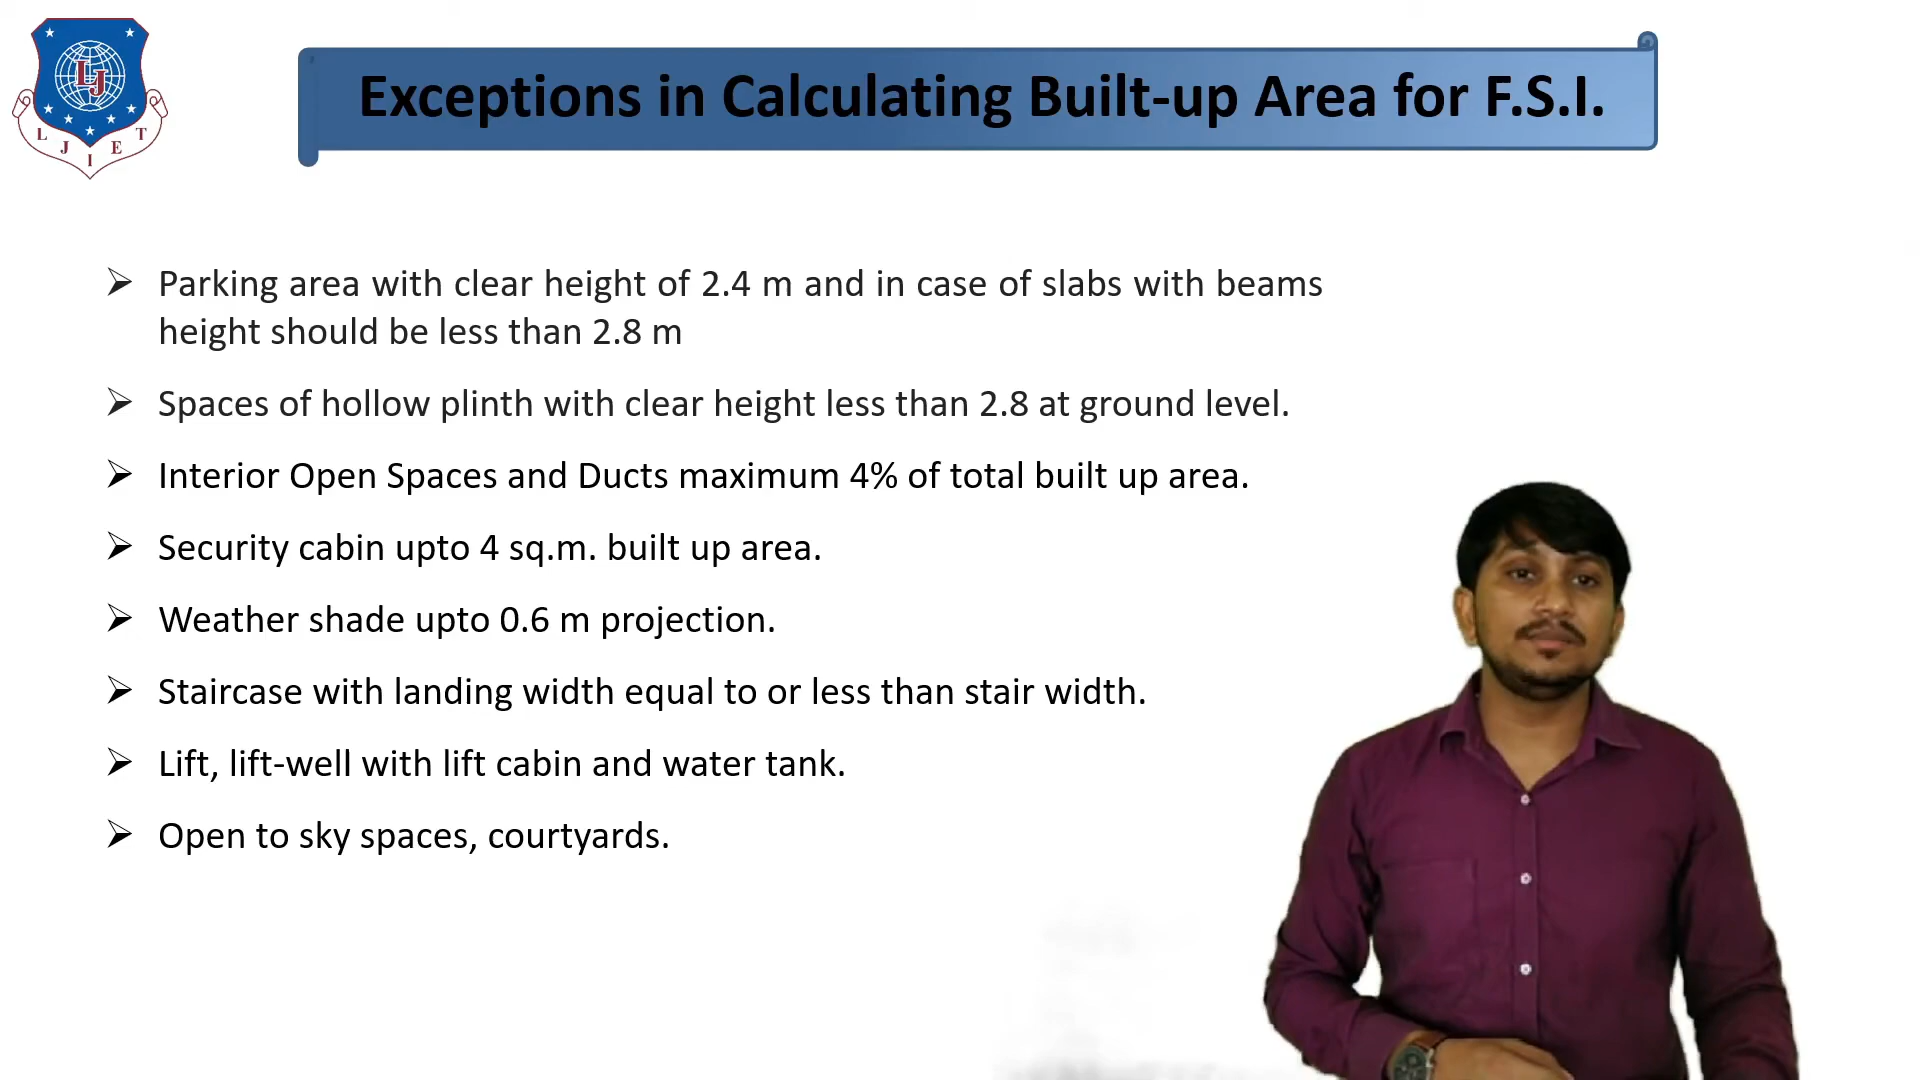 L J I E T
LJ
Exceptions in Calculating Built-up Area for F.S.I.
Parking area with clear height of 2.4 m and in case of slabs with beams
height should be less than 2.8 m
Spaces of hollow plinth with clear height less than 2.8 at ground level.
Interior Open Spaces and Ducts maximum 4% of total built up area.
Security cabin upto 4 sq.m. built up area.
Weather shade upto 0.6 m projection.
Staircase with landing width equal to or less than stair width.
Lift, lift-well with lift cabin and water tank.
Open to sky spaces, courtyards.